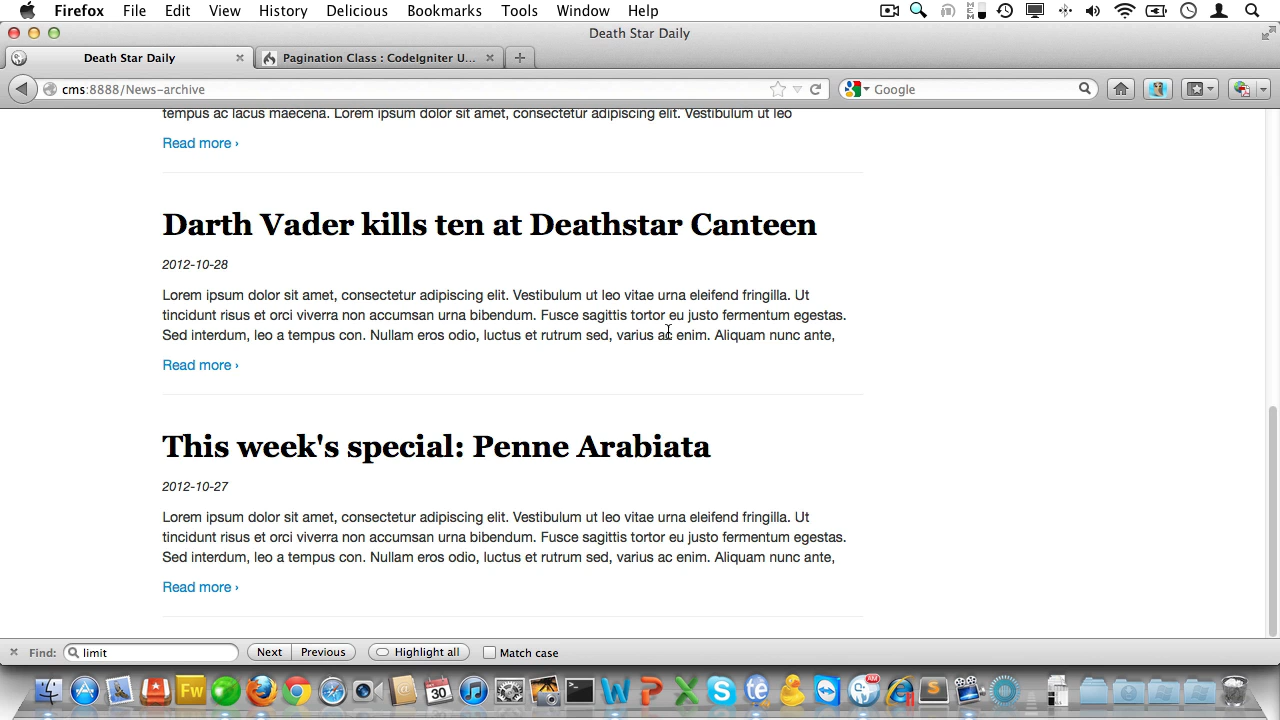 Firefox File Edit View History Delicious Bookmarks Tools Window Help
Death Star Daily
Death Star Daily
Pagination Class : CodeIgniter U...
cms:8888/News-archive
Google
tempus ac lacus maecena. Lorem ipsum dolor sit amet, consectetur adipiscing elit. Vestibulum ut leo
Read more ›
Darth Vader kills ten at Deathstar Canteen
2012-10-28
Lorem ipsum dolor sit amet, consectetur adipiscing elit. Vestibulum ut leo vitae urna eleifend fringilla. Ut
tincidunt risus et orci viverra non accumsan urna bibendum. Fusce sagittis tortor eu justo fermentum egestas.
Sed interdum, leo a tempus con. Nullam eros odio, luctus et rutrum sed, varius ac enim. Aliquam nunc ante,
Read more ›
This week's special: Penne Arabiata
2012-10-27
Lorem ipsum dolor sit amet, consectetur adipiscing elit. Vestibulum ut leo vitae urna eleifend fringilla. Ut
tincidunt risus et orci viverra non accumsan urna bibendum. Fusce sagittis tortor eu justo fermentum egestas.
Sed interdum, leo a tempus con. Nullam eros odio, luctus et rutrum sed, varius ac enim. Aliquam nunc ante,
Read more ›
Find: limit Next Previous Highlight all Match case
Fw
30
AM